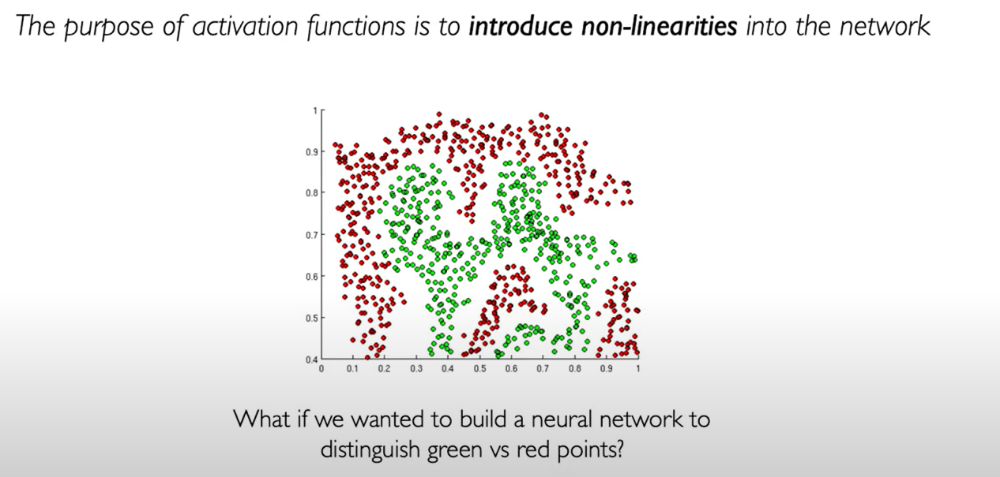 The purpose of activation functions is to introduce non-linearities into the network
1
0.9
0.8
0.7
0.6
0.5
0.4
0 0.1 0.2 0.3 0.4 0.5 0.6 0.7 0.8 0.9 1
What if we wanted to build a neural network to
distinguish green vs red points?